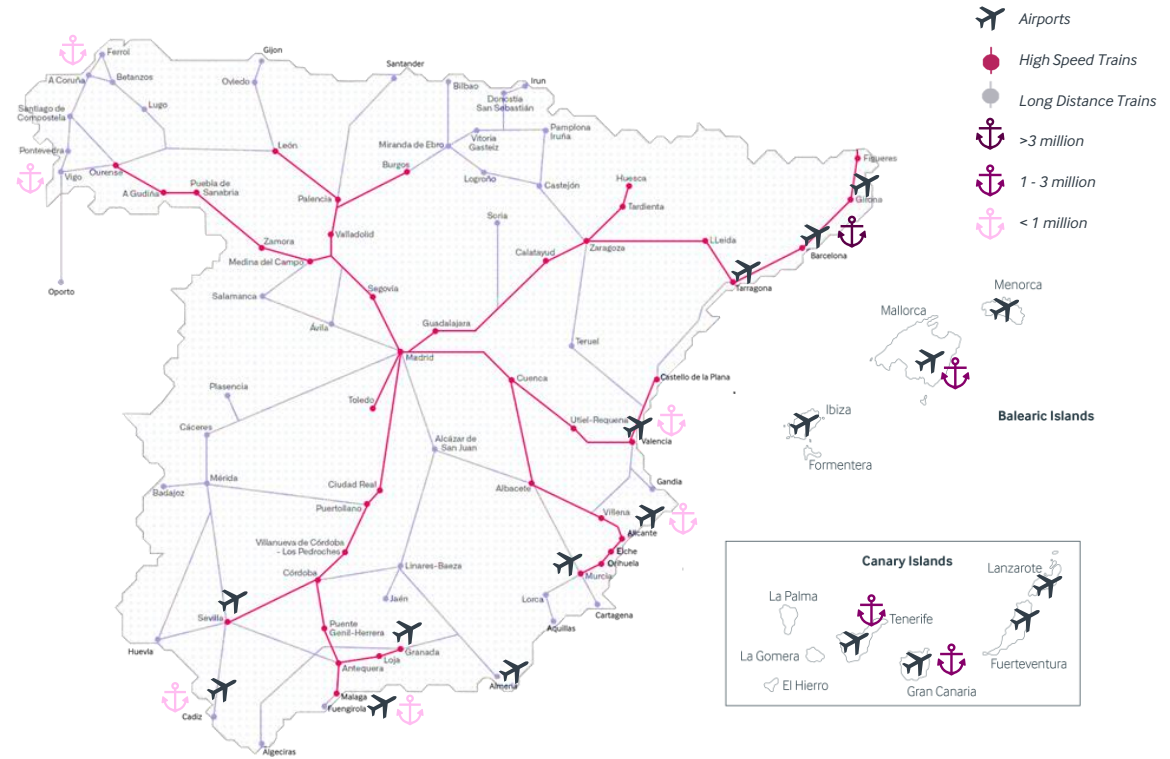 Airports
High Speed Trains
Long Distance Trains
>3 million
1 - 3 million
< 1 million
Ferrol
A Coruña
Betanzos
Santiago de
Compostela
Lugo
Pontevedra
Vigo
Ourense
A Gudiña
Puebla de
Sanabria
Oporto
Gijon
Oviedo
León
Santander
Palencia
Burgos
Valladolid
Zamora
Medina del Campo
Salamanca
Ávila
Segovia
Bilbao
Irun
Donostia
San Sebastián
Miranda de Ebro
Vitoria
Gasteiz
Pamplona
Iruña
Logroño
Castejón
Soria
Huesca
Tardienta
Calatayud
Zaragoza
LLeida
Figueres
Girona
Barcelona
Tarragona
Guadalajara
Madrid
Teruel
Castello de la Plana
Cuenca
Utiel-Requena
Valencia
Gandia
Toledo
Plasencia
Cáceres
Mérida
Badajoz
Alcázar de
San Juan
Ciudad Real
Puertollano
Albacete
Villena
Alicante
Elche
Orihuela
Murcia
Lorca
Cartagena
Aquillas
Villanueva de Córdoba
- Los Pedroches
Córdoba
Linares-Baeza
Jaén
Sevilla
Huevla
Puente
Genil-Herrera
Granada
Loja
Antequera
Almeria
Malaga
Fuengirola
Cadiz
Algeciras
Menorca
Mallorca
Ibiza
Formentera
Balearic Islands
Canary Islands
Lanzarote
La Palma
Tenerife
La Gomera
El Hierro
Gran Canaria
Fuerteventura